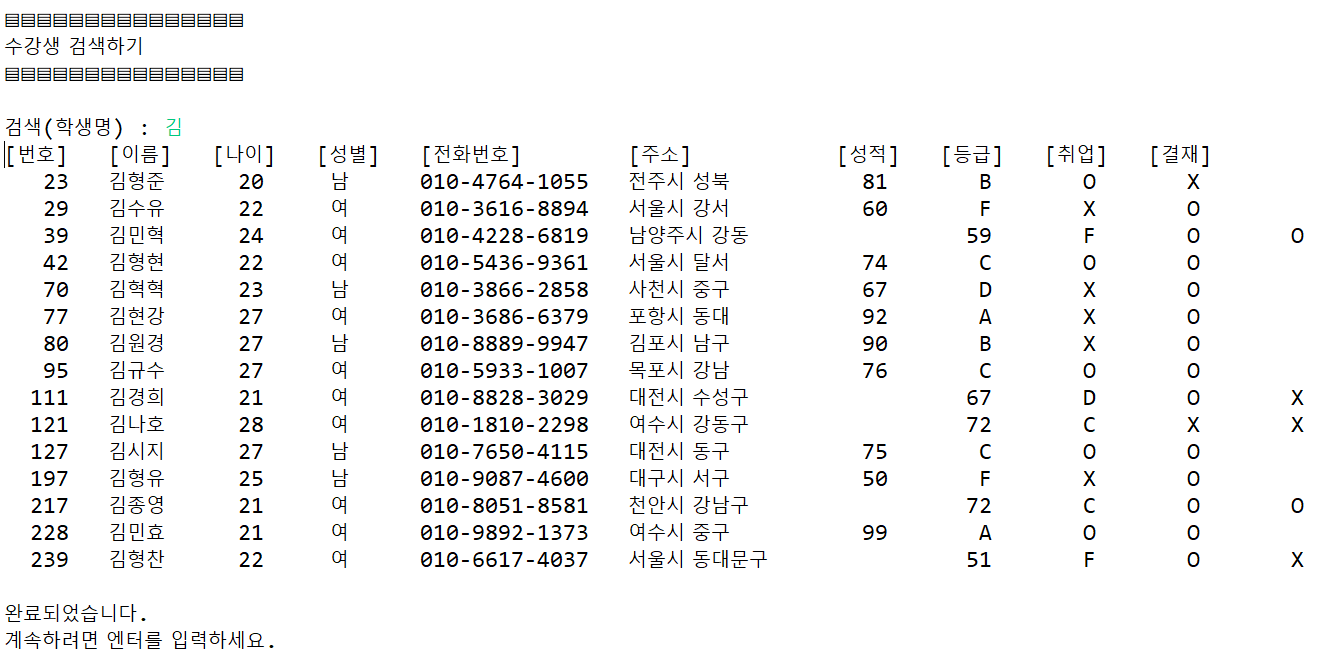 ▤▤▤▤▤▤▤▤▤▤▤▤▤▤▤
수강생 검색하기
▤▤▤▤▤▤▤▤▤▤▤▤▤▤▤
검색(학생명) : 김
[번호] [이름] [나이] [성별] [전화번호] [주소] [성적] [등급] [취업] [결재]
23 김형준 20 남 010-4764-1055 전주시 성북 81 B O X
29 김수유 22 여 010-3616-8894 서울시 강서 60 F X O
39 김민혁 24 여 010-4228-6819 남양주시 강동 59 F O O
42 김형현 22 여 010-5436-9361 서울시 달서 74 C O O
70 김혁혁 23 남 010-3866-2858 사천시 중구 67 D X O
77 김현강 27 여 010-3686-6379 포항시 동대 92 A X O
80 김원경 27 남 010-8889-9947 김포시 남구 90 B X O
95 김규수 27 여 010-5933-1007 목포시 강남 76 C O O
111 김경희 21 여 010-8828-3029 대전시 수성구 67 D O X
121 김나호 28 여 010-1810-2298 여수시 강동구 72 C X X
127 김시지 27 남 010-7650-4115 대전시 동구 75 C O O
197 김형유 25 남 010-9087-4600 대구시 서구 50 F X O
217 김종영 21 여 010-8051-8581 천안시 강남구 72 C O O
228 김민효 21 여 010-9892-1373 여수시 중구 99 A O O
239 김형찬 22 여 010-6617-4037 서울시 동대문구 51 F O X
완료되었습니다.
계속하려면 엔터를 입력하세요.